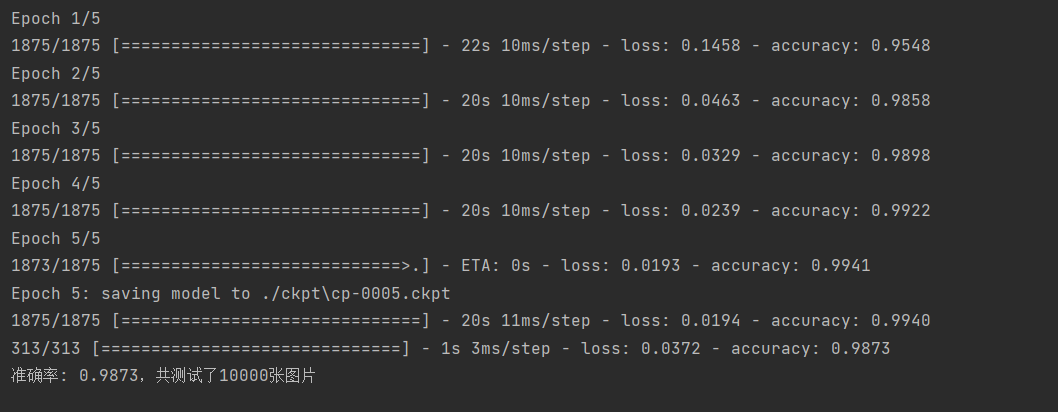 Epoch 1/5
1875/1875 [==============================] - 22s 10ms/step - loss: 0.1458 - accuracy: 0.9548
Epoch 2/5
1875/1875 [==============================] - 20s 10ms/step - loss: 0.0463 - accuracy: 0.9858
Epoch 3/5
1875/1875 [==============================] - 20s 10ms/step - loss: 0.0329 - accuracy: 0.9898
Epoch 4/5
1875/1875 [==============================] - 20s 10ms/step - loss: 0.0239 - accuracy: 0.9922
Epoch 5/5
1873/1875 [============================>.] - ETA: 0s - loss: 0.0193 - accuracy: 0.9941
Epoch 5: saving model to ./ckpt\cp-0005.ckpt
1875/1875 [==============================] - 20s 11ms/step - loss: 0.0194 - accuracy: 0.9940
313/313 [==============================] - 1s 3ms/step - loss: 0.0372 - accuracy: 0.9873
准确率: 0.9873，共测试了10000张图片